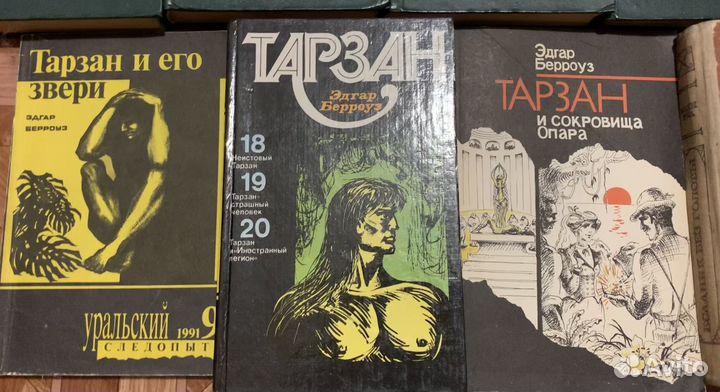 Тарзан и его
звери
ЭДГАР
БЕРРОУЗ
уральский 1991 9
СЛЕДОПЫТ
ТАРЗАН
Эдгар
Берроуз
18
Неистовый
Тарзан
19
Тарзан-
страшный
человек
20
Тарзан
и «Иностранный
легион»
Эдгар
Берроуз
ТАРЗАН
И СОКРОВИЩА
ОПАРА
Avito